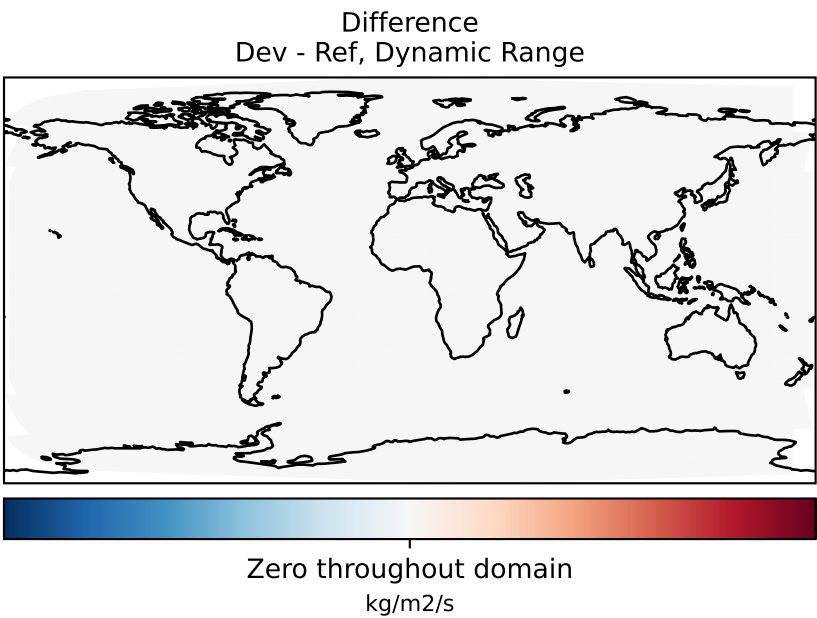 Difference
Dev - Ref, Dynamic Range
Zero throughout domain
kg/m2/s